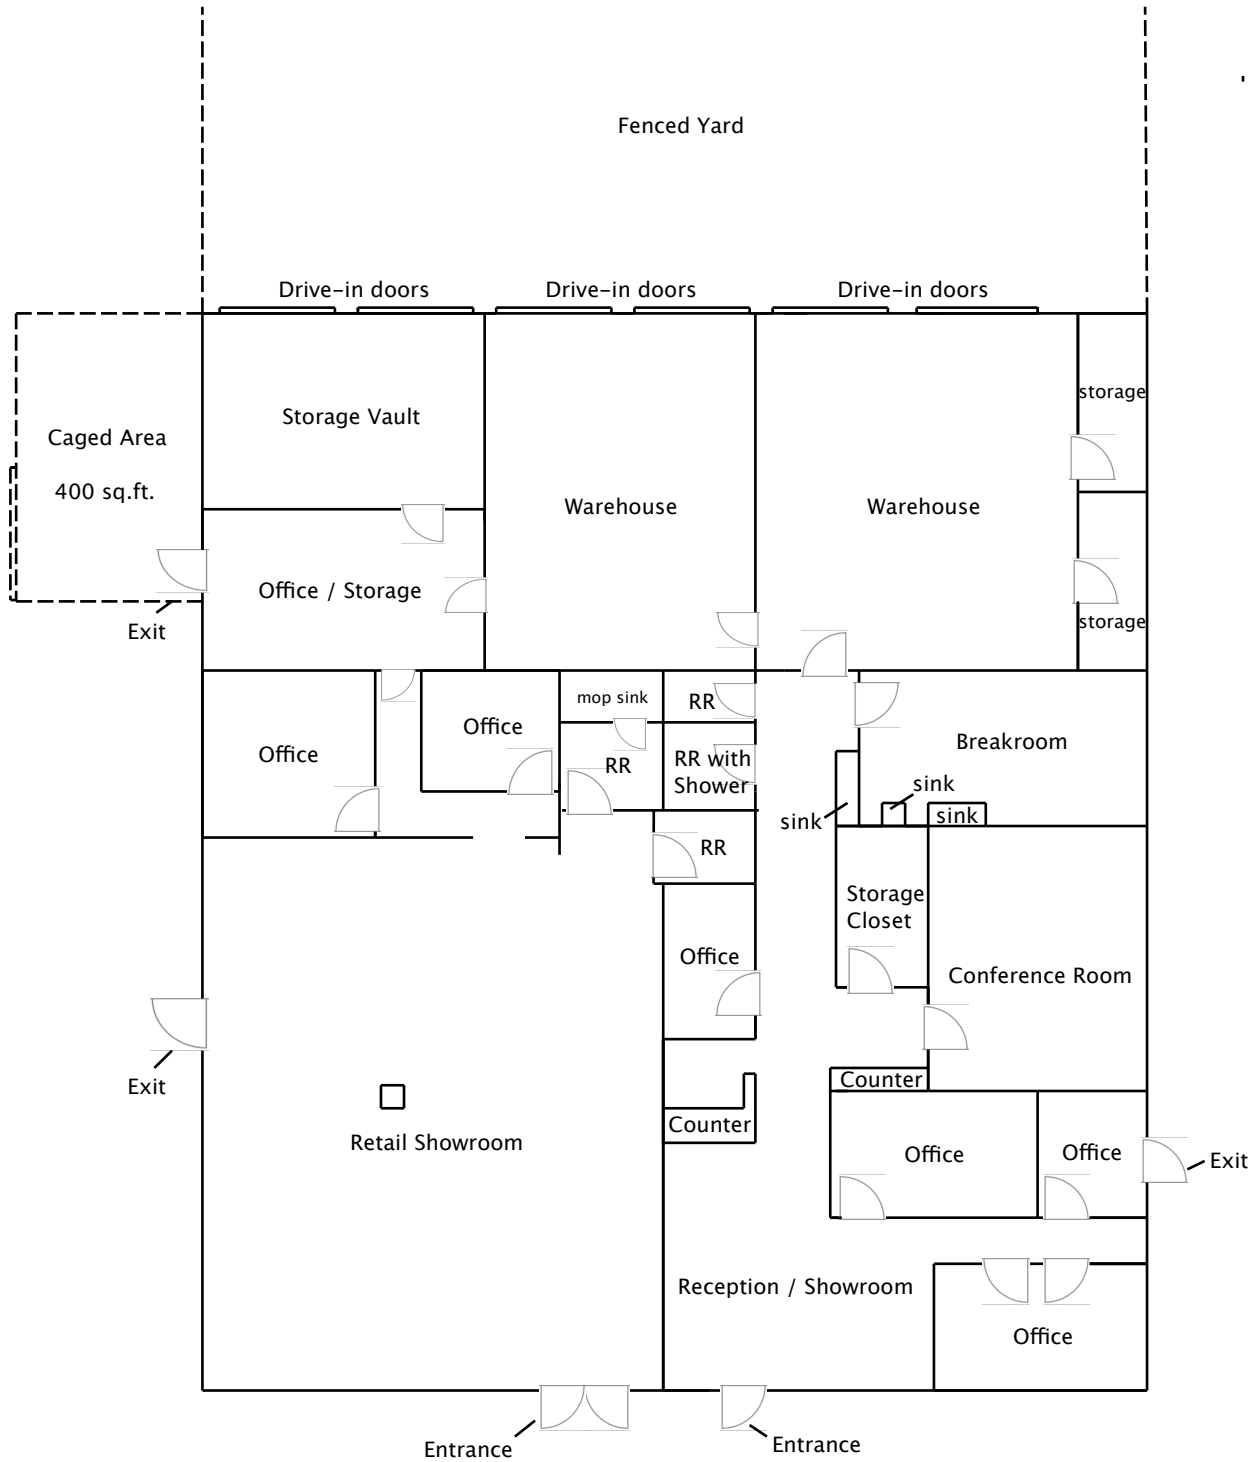 Fenced Yard
Drive-in doors
Drive-in doors
Drive-in doors
storage
Storage Vault
Caged Area
400 sq.ft.
Warehouse
Warehouse
Office / Storage
storage
Exit
mop sink
RR
Office
Breakroom
Office
RR
RR with
Shower
sink
sink
sink
RR
Storage
Closet
Office
Conference Room
Exit
Counter
Counter
Retail Showroom
Office
Office
Exit
Reception / Showroom
Office
Entrance
Entrance